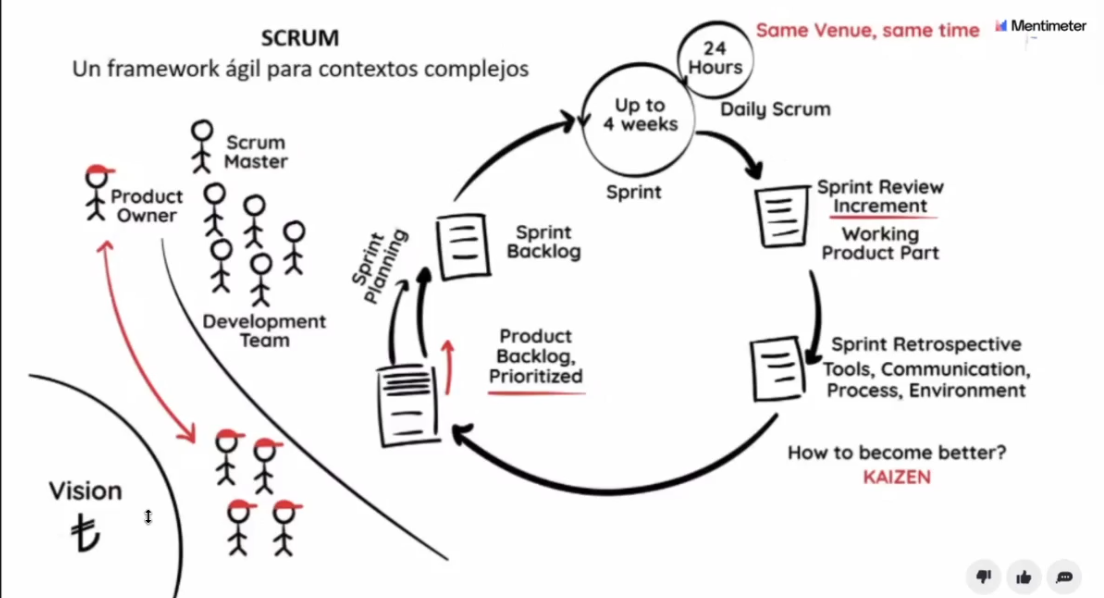 SCRUM
Un framework ágil para contextos complejos
Same Venue, same time
Mentimeter
24
Hours
Daily Scrum
Up to
4 weeks
Sprint
Scrum
Master
Product
Owner
Development
Team
Sprint
Planning
Sprint
Backlog
Product
Backlog,
Prioritized
Sprint Review
Increment
Working
Product Part
Sprint Retrospective
Tools, Communication,
Process, Environment
How to become better?
KAIZEN
Vision
₺